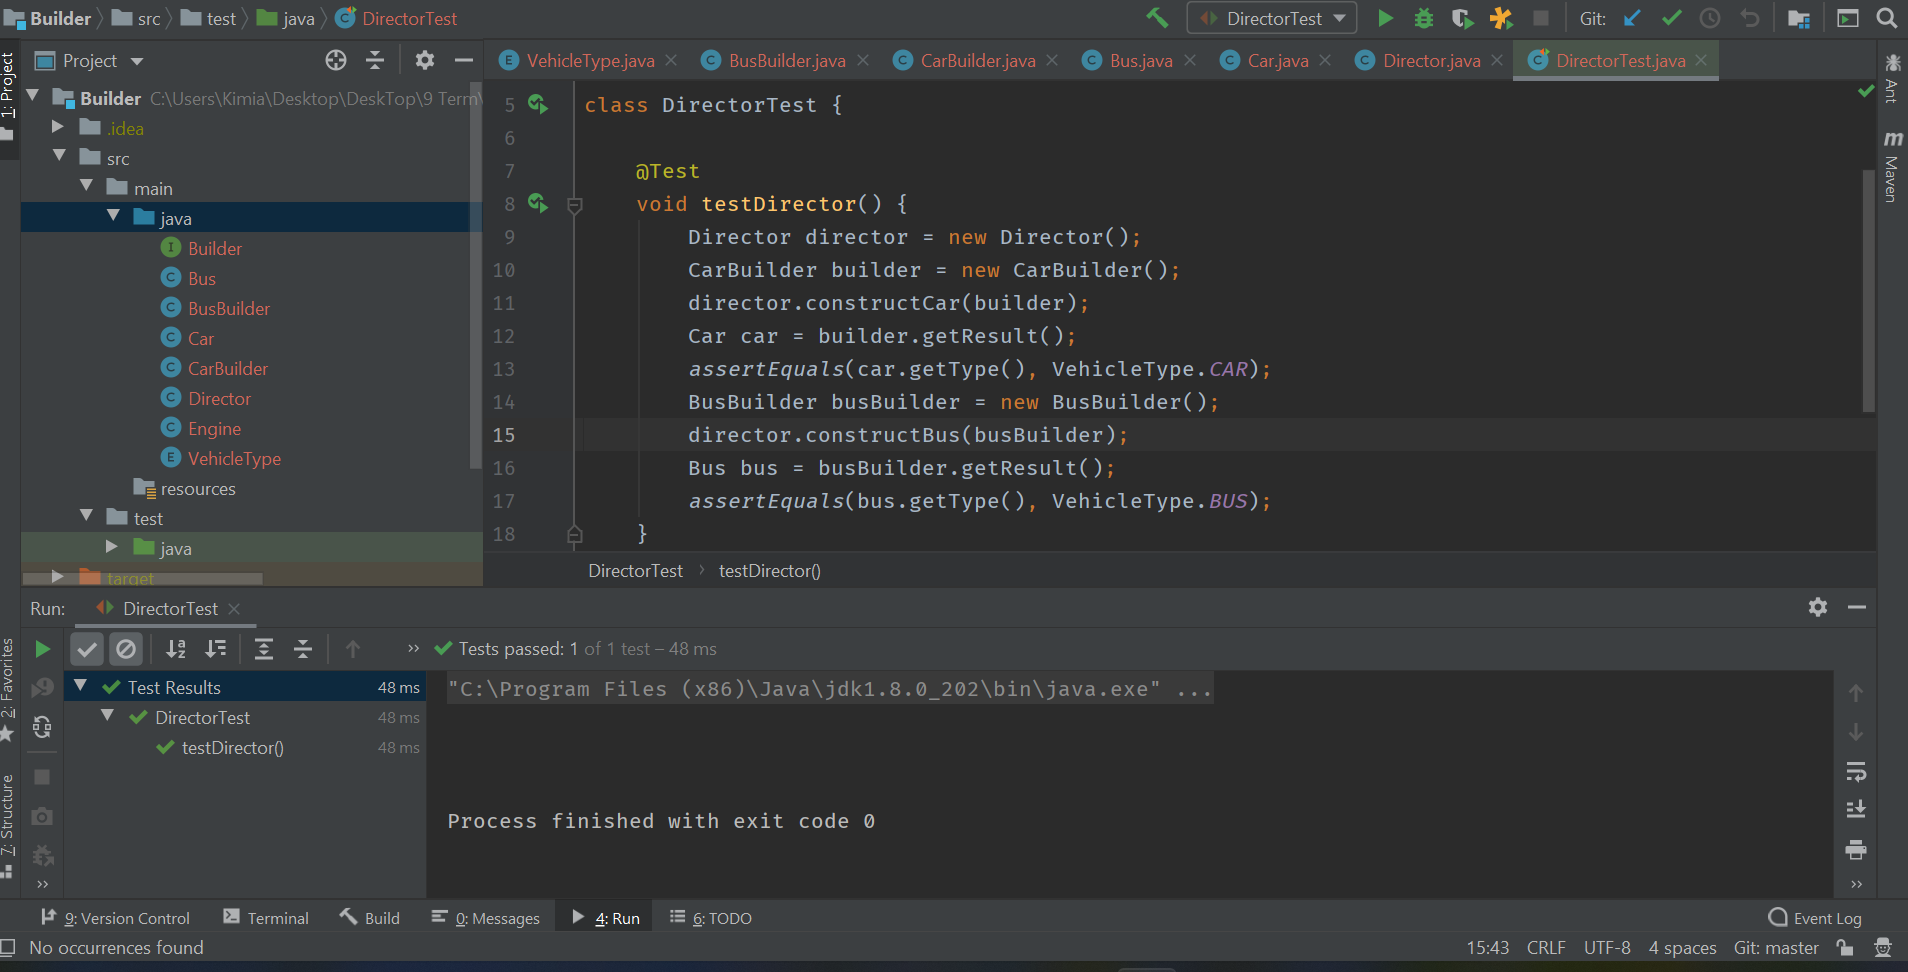 Builder src test java DirectorTest
DirectorTest Git:
1: Project
Project
Builder C:\Users\Kimia\Desktop\DeskTop\9 Term\
.idea
src
main
java
Builder
Bus
BusBuilder
Car
CarBuilder
Director
Engine
VehicleType
resources
test
java
target
VehicleType.java BusBuilder.java CarBuilder.java Bus.java Car.java Director.java DirectorTest.java
5 class DirectorTest {
6
7 @Test
8 void testDirector() {
9 Director director = new Director();
10 CarBuilder builder = new CarBuilder();
11 director.constructCar(builder);
12 Car car = builder.getResult();
13 assertEquals(car.getType(), VehicleType.CAR);
14 BusBuilder busBuilder = new BusBuilder();
15 director.constructBus(busBuilder);
16 Bus bus = busBuilder.getResult();
17 assertEquals(bus.getType(), VehicleType.BUS);
18 }
DirectorTest testDirector()
Ant
Maven
Run: DirectorTest
Tests passed: 1 of 1 test – 48 ms
Test Results 48 ms
DirectorTest 48 ms
testDirector() 48 ms
"C:\Program Files (x86)\Java\jdk1.8.0_202\bin\java.exe" ...
Process finished with exit code 0
2: Favorites
7: Structure
9: Version Control Terminal Build 0: Messages 4: Run 6: TODO Event Log
No occurrences found 15:43 CRLF UTF-8 4 spaces Git: master